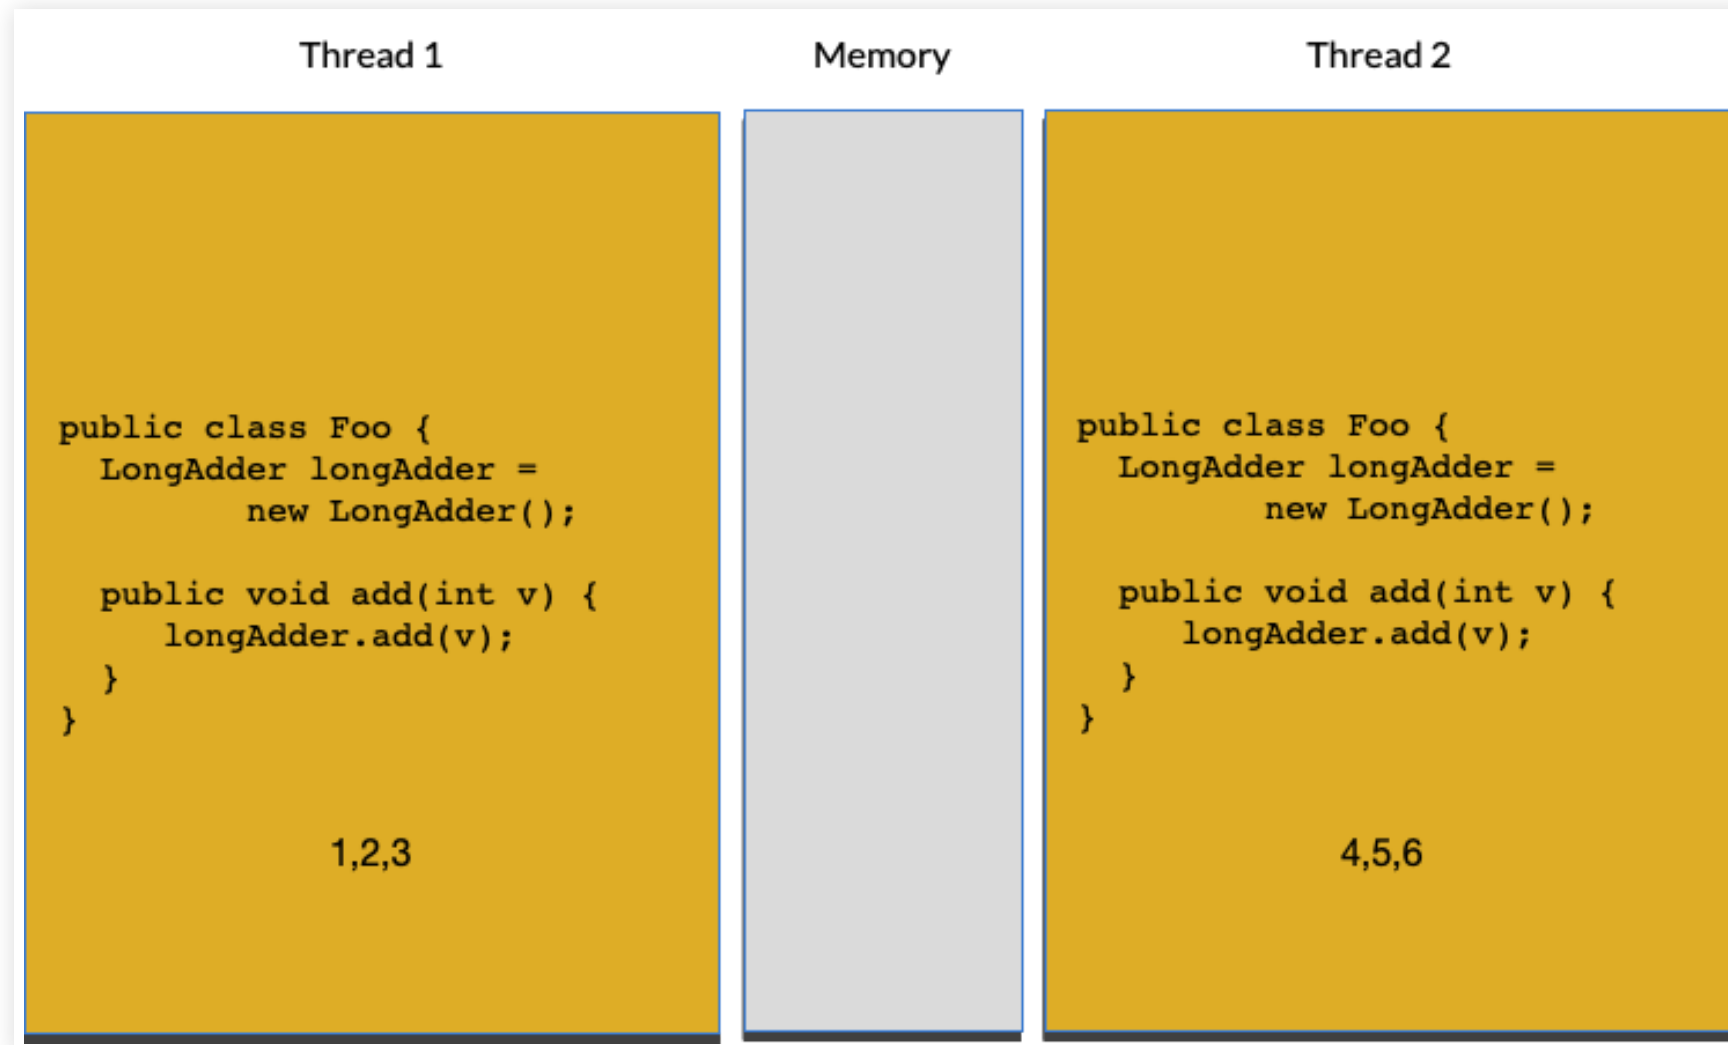 Thread 1
Memory
Thread 2
public class Foo {
LongAdder longAdder =
new LongAdder();
public void add(int v) {
longAdder.add(v);
}
}
1,2,3
public class Foo {
LongAdder longAdder =
new LongAdder();
public void add(int v) {
longAdder.add(v);
}
}
4,5,6